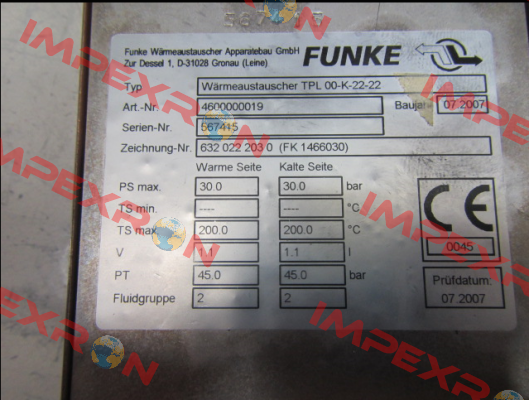 Funke Wärmeaustauscher Apparatebau GmbH
Zur Dessel 1, D-31028 Gronau (Leine)
FUNKE
Typ Wärmeaustauscher TPL 00-K-22-22
Art.-Nr. 4600000019 Baujahr 07.2007
Serien-Nr. 567415
Zeichnung-Nr. 632 022 203 0 (FK 1466030)
Warme Seite Kalte Seite
PS max. 30.0 30.0 bar
TS min. ---- ---- °C
TS max. 200.0 200.0 °C
V 1.1 1.1 l
PT 45.0 45.0 bar
Fluidgruppe 2 2
CE
0045
Prüfdatum:
07.2007
IMPEXRON
IMPEXRON
IMPEXRON
IMPEXRON